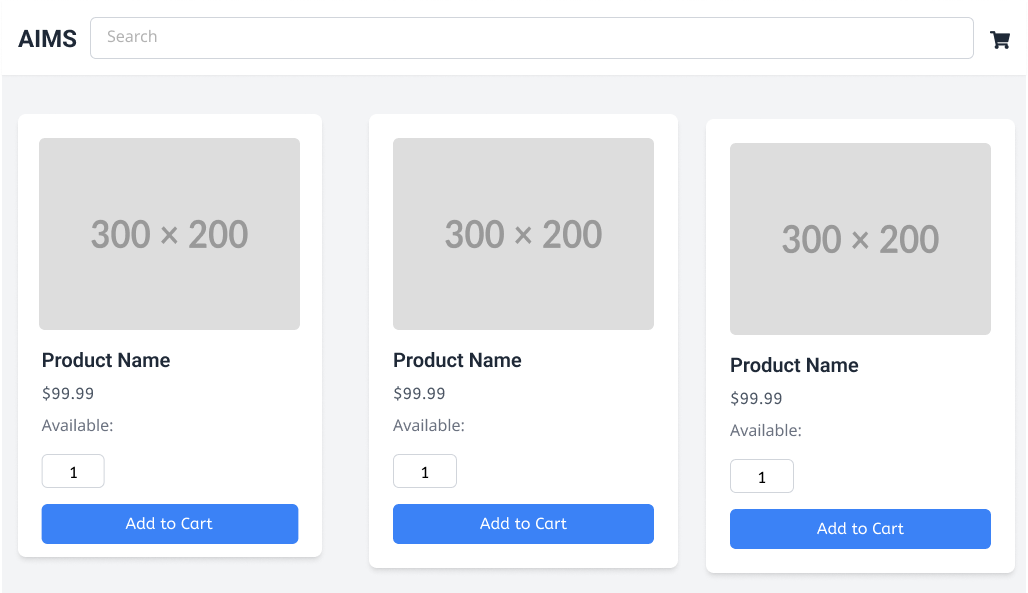 AIMS
Search
300 × 200
Product Name
$99.99
Available:
1
Add to Cart
300 × 200
Product Name
$99.99
Available:
1
Add to Cart
300 × 200
Product Name
$99.99
Available:
1
Add to Cart